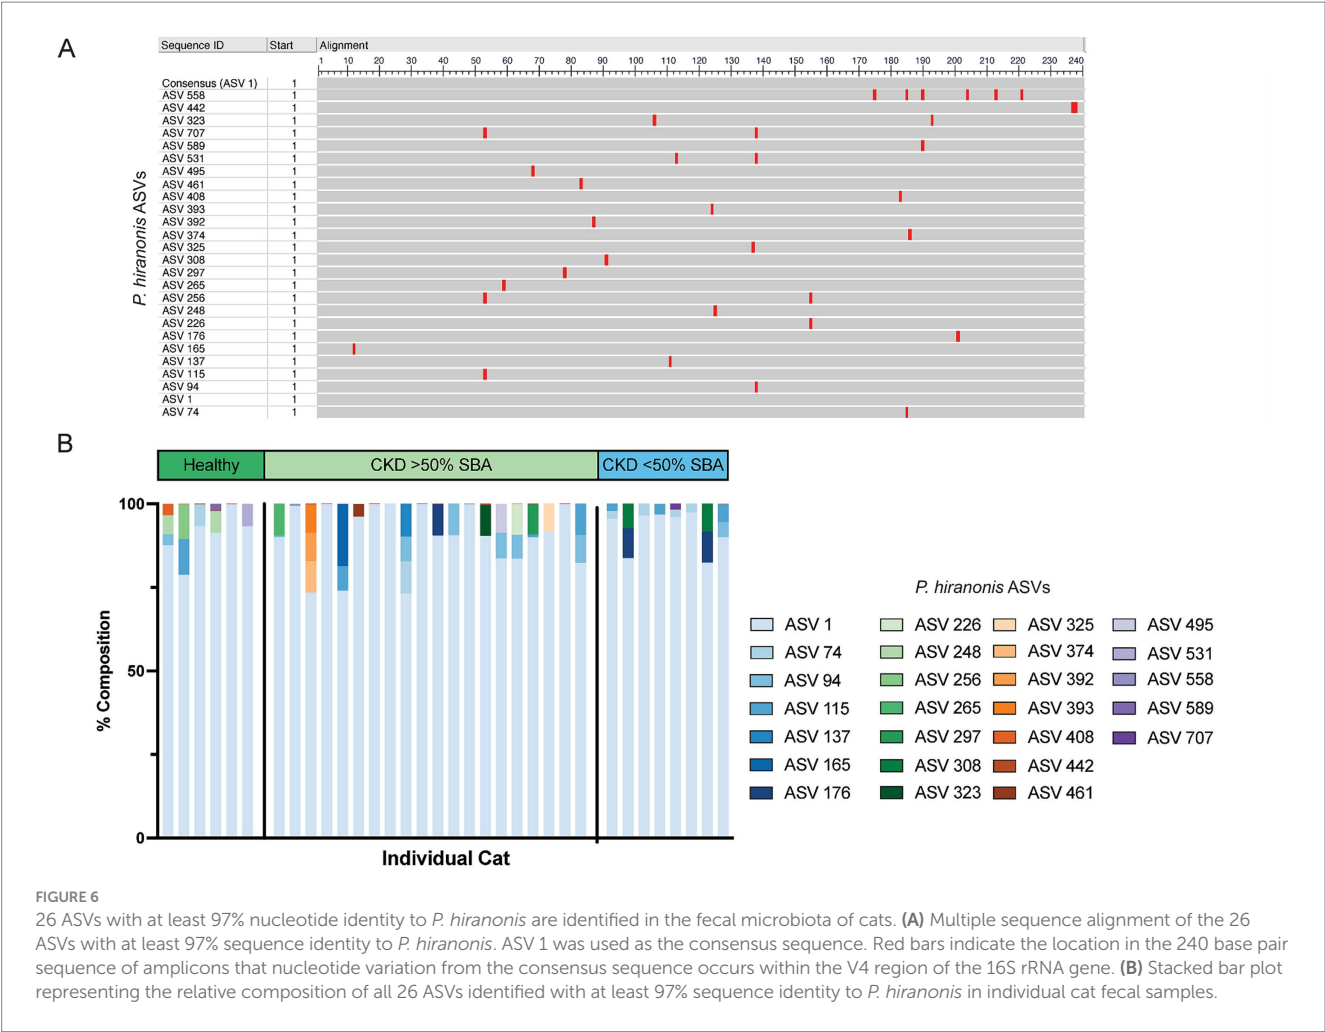 A
Sequence ID Start Alignment
1 10 20 30 40 50 60 70 80 90 100 110 120 130 140 150 160 170 180 190 200 210 220 230 240
Consensus (ASV 1) 1
ASV 558 1
ASV 442 1
ASV 323 1
ASV 707 1
ASV 589 1
ASV 531 1
ASV 495 1
ASV 461 1
ASV 408 1
ASV 393 1
ASV 392 1
ASV 374 1
ASV 325 1
ASV 308 1
ASV 297 1
ASV 265 1
ASV 256 1
ASV 248 1
ASV 226 1
ASV 176 1
ASV 165 1
ASV 137 1
ASV 115 1
ASV 94 1
ASV 1 1
ASV 74 1
P. hiranonis ASVs
B
Healthy CKD >50% SBA CKD <50% SBA
100
50
0
% Composition
Individual Cat
P. hiranonis ASVs
ASV 1 ASV 226 ASV 325 ASV 495
ASV 74 ASV 248 ASV 374 ASV 531
ASV 94 ASV 256 ASV 392 ASV 558
ASV 115 ASV 265 ASV 393 ASV 589
ASV 137 ASV 297 ASV 408 ASV 707
ASV 165 ASV 308 ASV 442
ASV 176 ASV 323 ASV 461
FIGURE 6
26 ASVs with at least 97% nucleotide identity to P. hiranonis are identified in the fecal microbiota of cats. (A) Multiple sequence alignment of the 26
ASVs with at least 97% sequence identity to P. hiranonis. ASV 1 was used as the consensus sequence. Red bars indicate the location in the 240 base pair
sequence of amplicons that nucleotide variation from the consensus sequence occurs within the V4 region of the 16S rRNA gene. (B) Stacked bar plot
representing the relative composition of all 26 ASVs identified with at least 97% sequence identity to P. hiranonis in individual cat fecal samples.